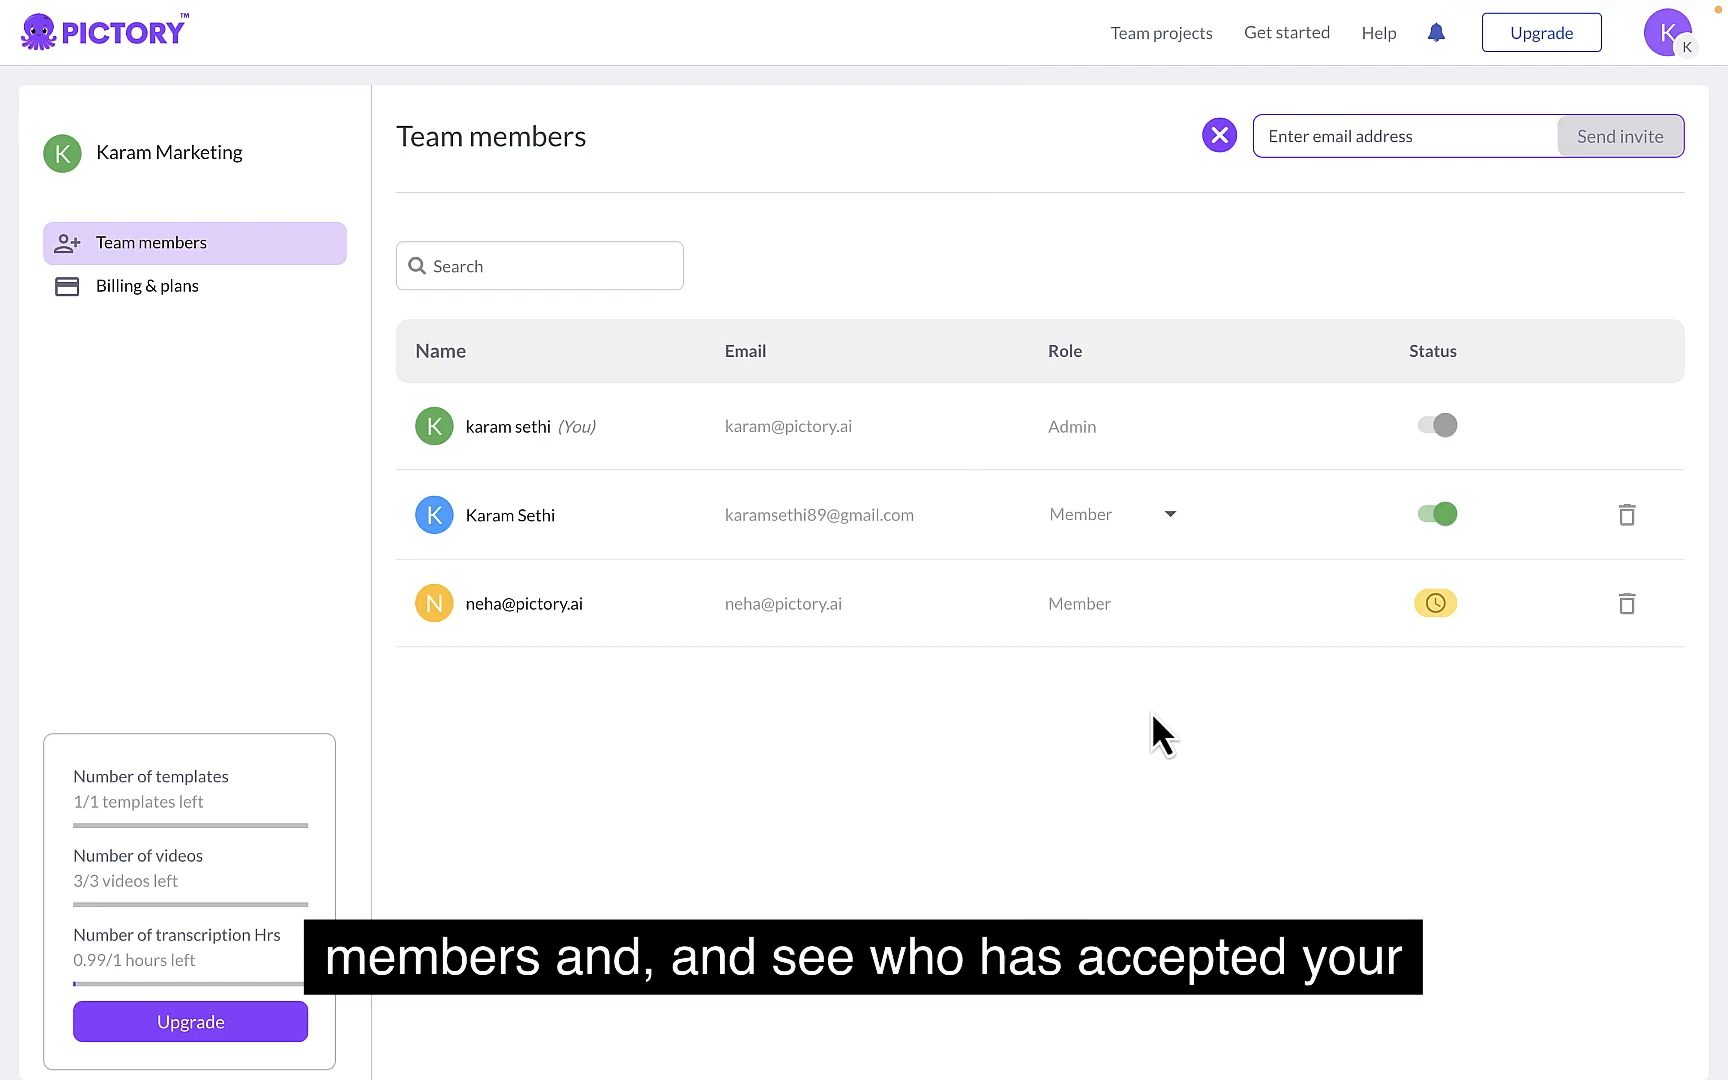 PICTORY™
Team projects
Get started
Help
Upgrade
K
K
K
Karam Marketing
Team members
Billing & plans
Team members
Enter email address
Send invite
Search
Name Email Role Status
K karam sethi (You) karam@pictory.ai Admin
K Karam Sethi karamsethi89@gmail.com Member
N neha@pictory.ai neha@pictory.ai Member
Number of templates
1/1 templates left
Number of videos
3/3 videos left
Number of transcription Hrs
0.99/1 hours left
Upgrade
members and, and see who has accepted your